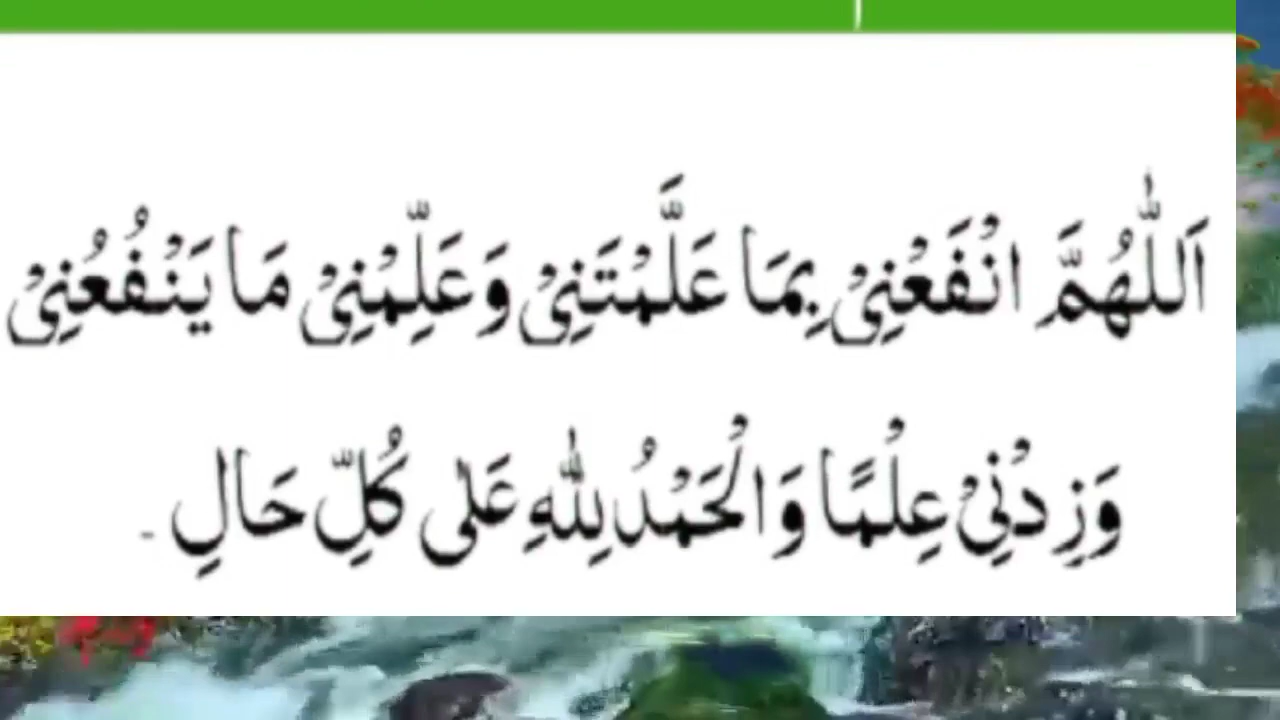 اَللّٰهُمَّ انْفَعْنِیْ بِمَا عَلَّمْتَنِیْ وَعَلِّمْنِیْ مَا یَنْفُعُنِیْ
وَزِدْنِیْ عِلْمًا وَالْحَمْدُ لِلّٰهِ عَلٰی كُلِّ حَالِ ۔